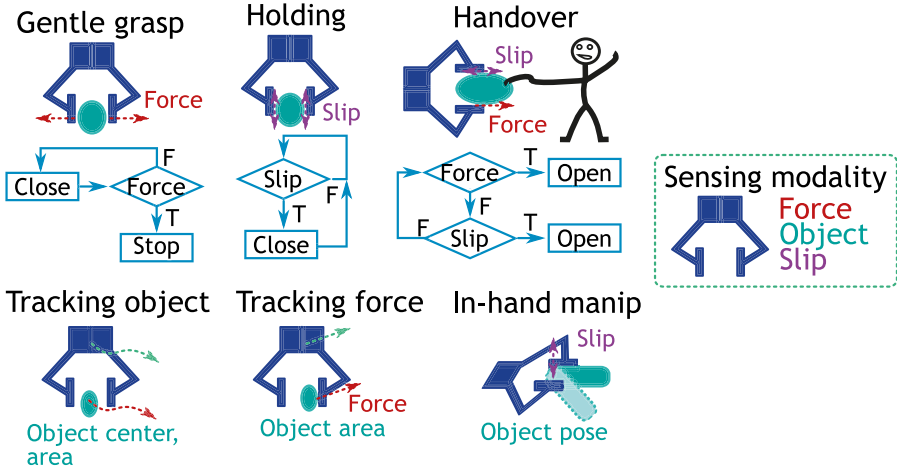 Gentle grasp
Force
F
Close
Force
T
Stop
Holding
Slip
Slip
F
T
Close
Handover
Slip
Force
T
Force
Open
F
F
T
Slip
Open
Sensing modality
Force
Object
Slip
Tracking object
Object center,
area
Tracking force
Force
Object area
In-hand manip
Slip
Object pose